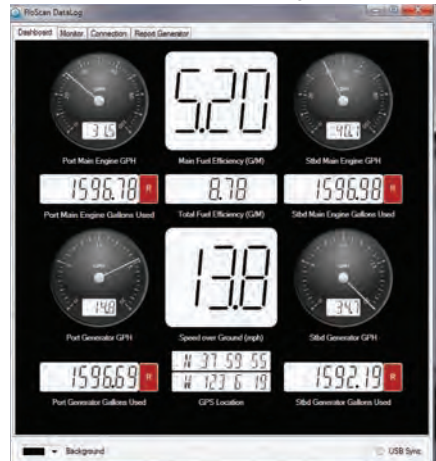 FloScan DataLog
Dashboard Monitor Connection Report Generator
31.5
5.20
40.1
Port Main Engine GPH Main Fuel Efficiency (G/M) Stbd Main Engine GPH
1596.78 R 8.78 1596.98 R
Port Main Engine Gallons Used Total Fuel Efficiency (G/M) Stbd Main Engine Gallons Used
14.8
13.8
34.7
Port Generator GPH Speed over Ground (mph) Stbd Generator GPH
N 37 59 55
1596.69 R W 123 6 19 1592.19 R
Port Generator Gallons Used GPS Location Stbd Generator Gallons Used
Background USB Sync